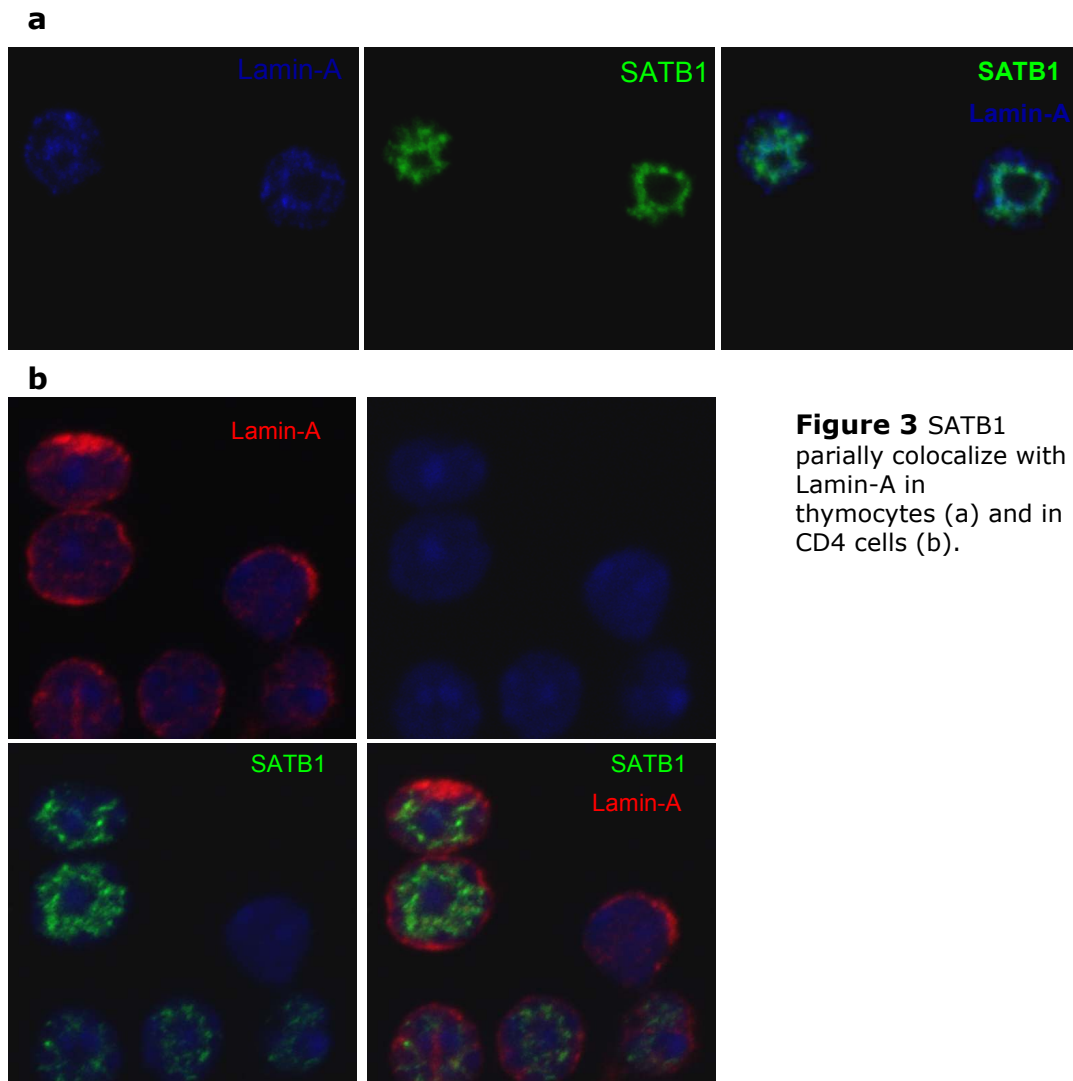 a
Lamin-A
SATB1
SATB1
Lamin-A
b
Lamin-A
SATB1
SATB1
Lamin-A
Figure 3 SATB1
parially colocalize with
Lamin-A in
thymocytes (a) and in
CD4 cells (b).